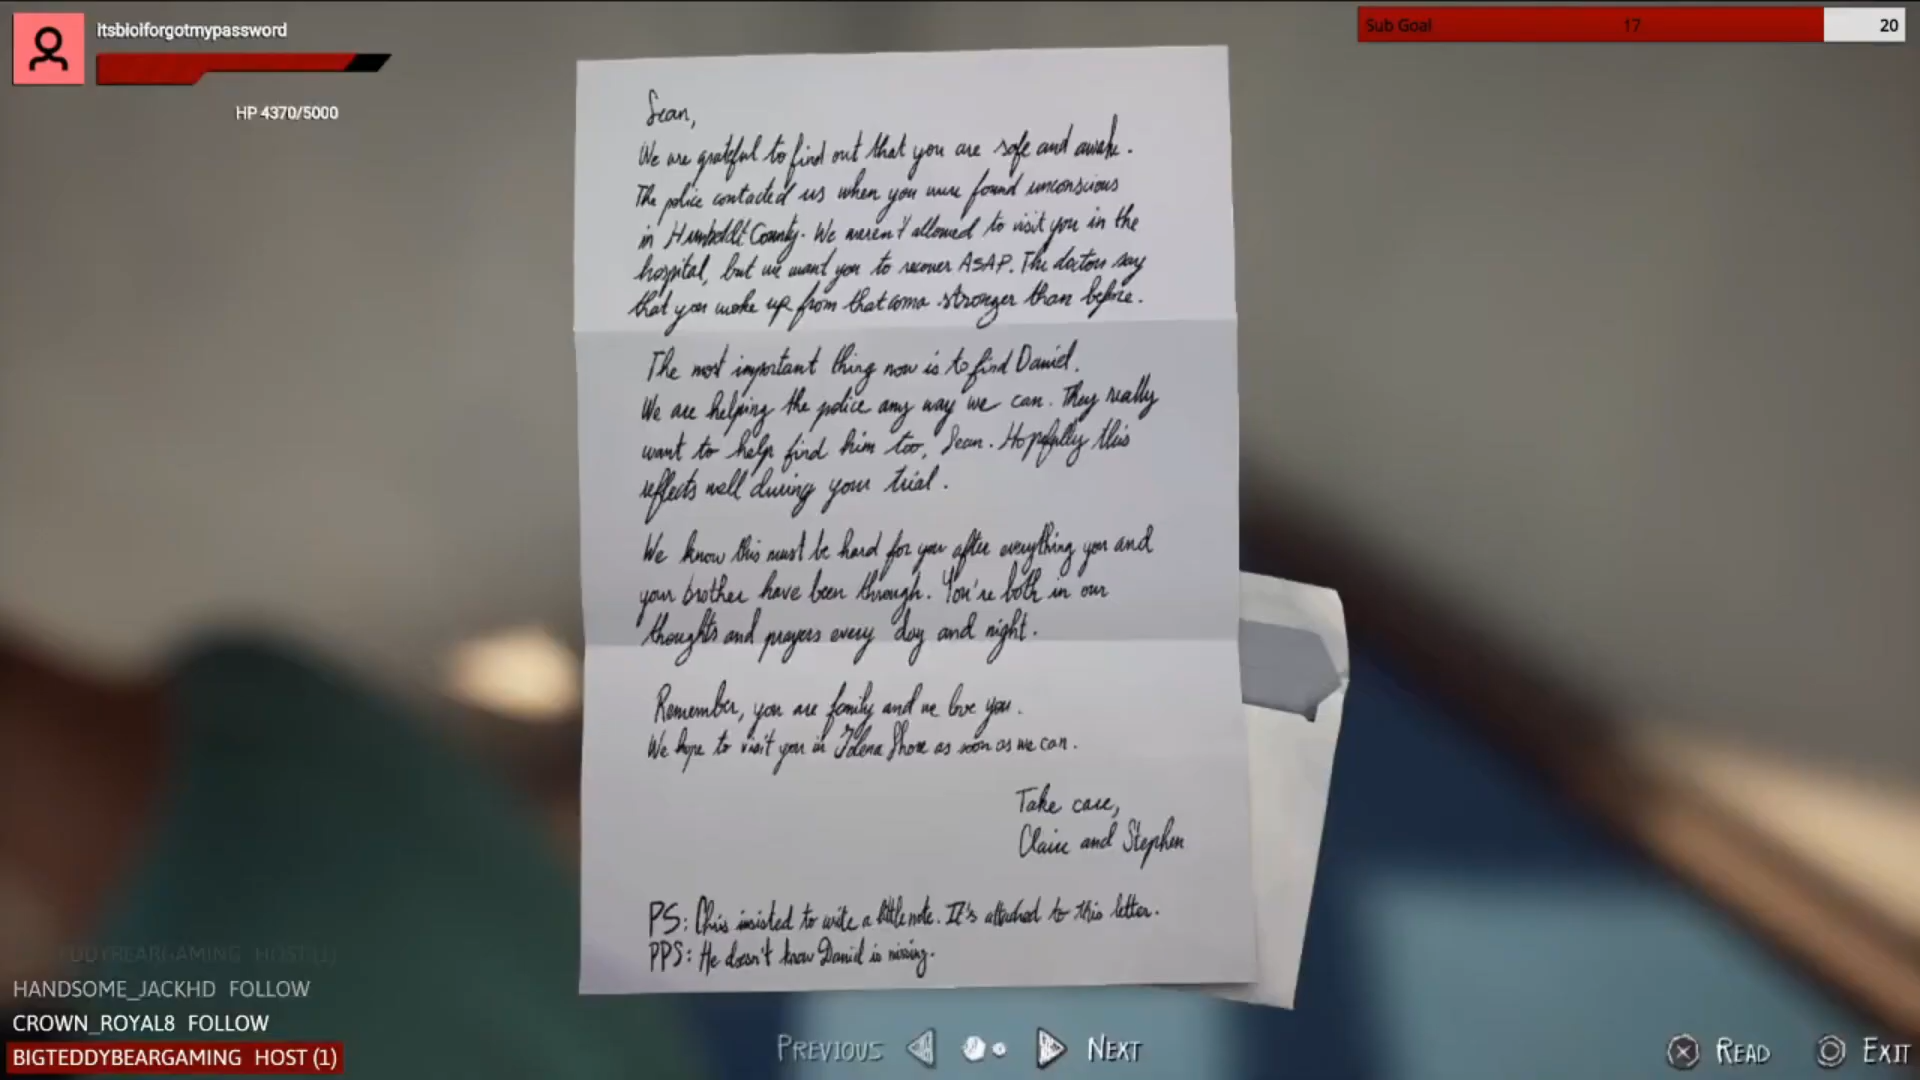 itsbiolforgotmypassword
HP 4370/5000
Sub Goal 17 20
Sean,
We are grateful to find out that you are safe and awake.
The police contacted us when you were found unconscious
in Humboldt County. We weren't allowed to visit you in the
hospital, but we want you to recover ASAP. The doctors say
that you woke up from that coma stronger than before.
The most important thing now is to find Daniel.
We are helping the police any way we can. They really
want to help find him too, Sean. Hopefully this
reflects well during your trial.
We know this must be hard for you after everything you and
your brother have been through. You're both in our
thoughts and prayers every day and night.
Remember, you are family and we love you.
We hope to visit you in Shore as soon as we can.
Take care,
Claire and Stephen
PS: Chris insisted to write a little note. It's attached to this letter.
PPS: He doesn't know Daniel is missing.
EDDYBEARGAMING HOST (1)
HANDSOME_JACKHD FOLLOW
CROWN_ROYAL8 FOLLOW
BIGTEDDYBEARGAMING HOST (1)
PREVIOUS NEXT
READ EXIT